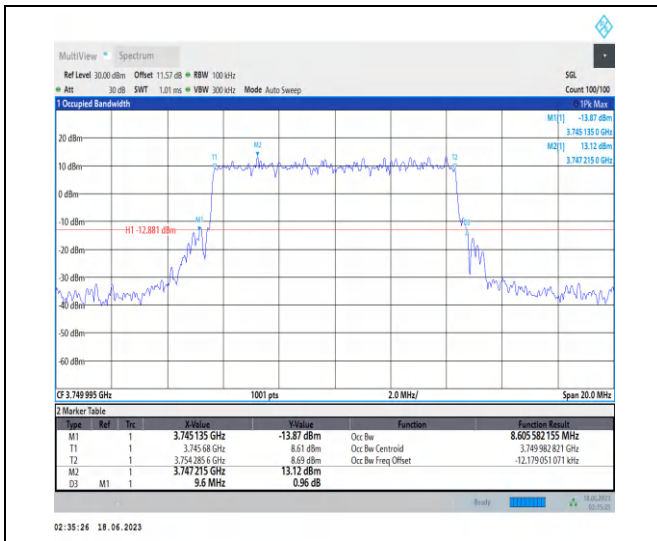 MultiView Spectrum
Ref Level 30.00 dBm Offset 11.57 dB RBW 100 kHz SGL
Att 30 dB SWT 1.01 ms VBW 300 kHz Mode Auto Sweep Count 100/100
1 Occupied Bandwidth 1Pk Max
M1[1] -13.87 dBm
3.745 135 0 GHz
M2[1] 13.12 dBm
3.747 215 0 GHz
20 dBm
M2
T1 T2
10 dBm
0 dBm
-10 dBm
M1
H1 -12.881 dBm
-20 dBm
-30 dBm
-40 dBm
-50 dBm
-60 dBm
CF 3.749 995 GHz 1001 pts 2.0 MHz/ Span 20.0 MHz
2 Marker Table
Type Ref Trc X-Value Y-Value Function Function Result
M1 1 3.745 135 GHz -13.87 dBm Occ Bw 8.605 582 155 MHz
T1 1 3.745 68 GHz 8.61 dBm Occ Bw Centroid 3.749 982 821 GHz
T2 1 3.754 285 6 GHz 8.69 dBm Occ Bw Freq Offset -12.179 051 071 kHz
M2 1 3.747 215 GHz 13.12 dBm
D3 M1 1 9.6 MHz 0.96 dB
Ready 18.06.2023
02:35:26 18.06.2023